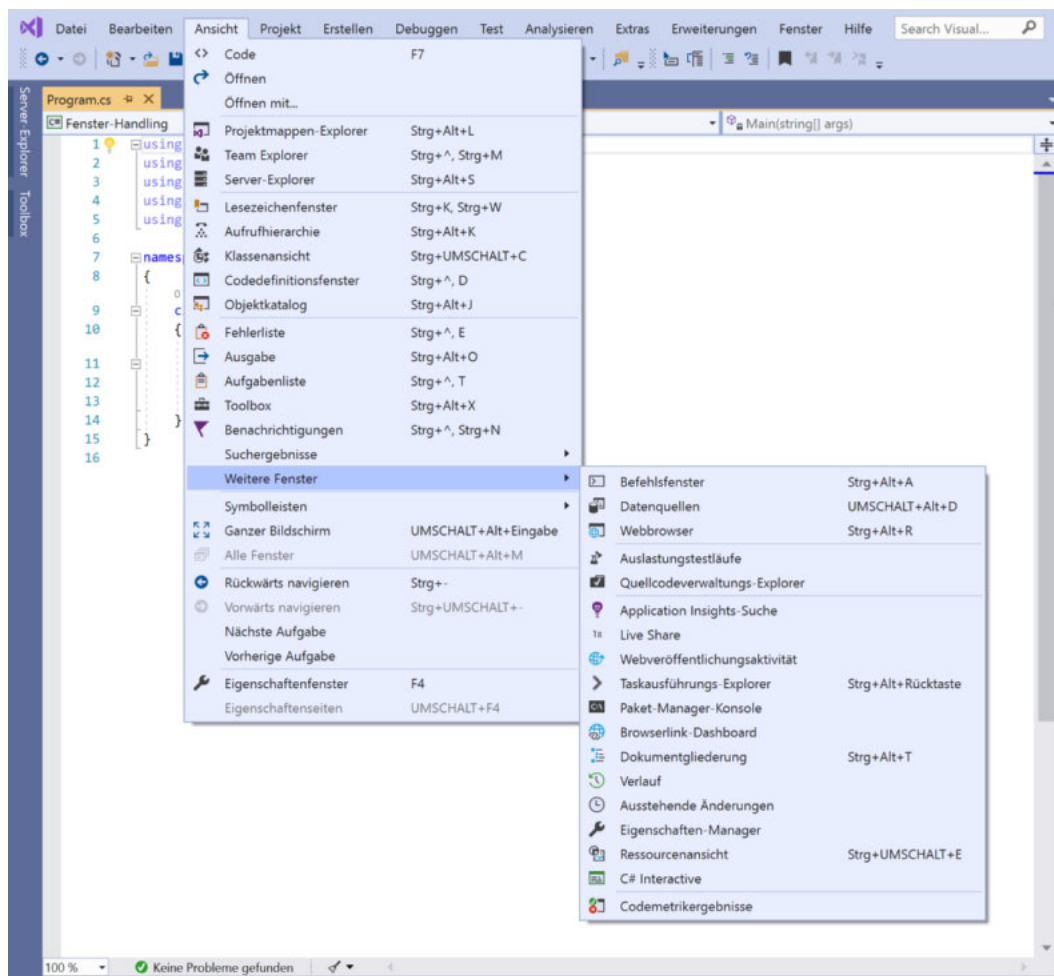 Datei Bearbeiten Ansicht Projekt Erstellen Debuggen Test Analysieren Extras Erweiterungen Fenster Hilfe Search Visual...
Server-Explorer
Toolbox
Program.cs
Fenster-Handling
Main(string[] args)
1 using
2 using
3 using
4 using
5 using
6
7 names
8 {
0
9 c
10 {
11
12
13
14 }
15 }
16
Code F7
Öffnen
Öffnen mit...
Projektmappen-Explorer Strg+Alt+L
Team Explorer Strg+^, Strg+M
Server-Explorer Strg+Alt+S
Lesezeichenfenster Strg+K, Strg+W
Aufrufhierarchie Strg+Alt+K
Klassenansicht Strg+UMSCHALT+C
Codedefinitionsfenster Strg+^, D
Objektkatalog Strg+Alt+J
Fehlerliste Strg+^, E
Ausgabe Strg+Alt+O
Aufgabenliste Strg+^, T
Toolbox Strg+Alt+X
Benachrichtigungen Strg+^, Strg+N
Suchergebnisse
Weitere Fenster
Symbolleisten
Ganzer Bildschirm UMSCHALT+Alt+Eingabe
Alle Fenster UMSCHALT+Alt+M
Rückwärts navigieren Strg+-
Vorwärts navigieren Strg+UMSCHALT+-
Nächste Aufgabe
Vorherige Aufgabe
Eigenschaftenfenster F4
Eigenschaftenseiten UMSCHALT+F4
Befehlsfenster Strg+Alt+A
Datenquellen UMSCHALT+Alt+D
Webbrowser Strg+Alt+R
Auslastungstestläufe
Quellcodeverwaltungs-Explorer
Application Insights-Suche
Live Share
Webveröffentlichungsaktivität
Taskausführungs-Explorer Strg+Alt+Rücktaste
Paket-Manager-Konsole
Browserlink-Dashboard
Dokumentgliederung Strg+Alt+T
Verlauf
Ausstehende Änderungen
Eigenschaften-Manager
Ressourcenansicht Strg+UMSCHALT+E
C# Interactive
Codemetrikergebnisse
100 % Keine Probleme gefunden